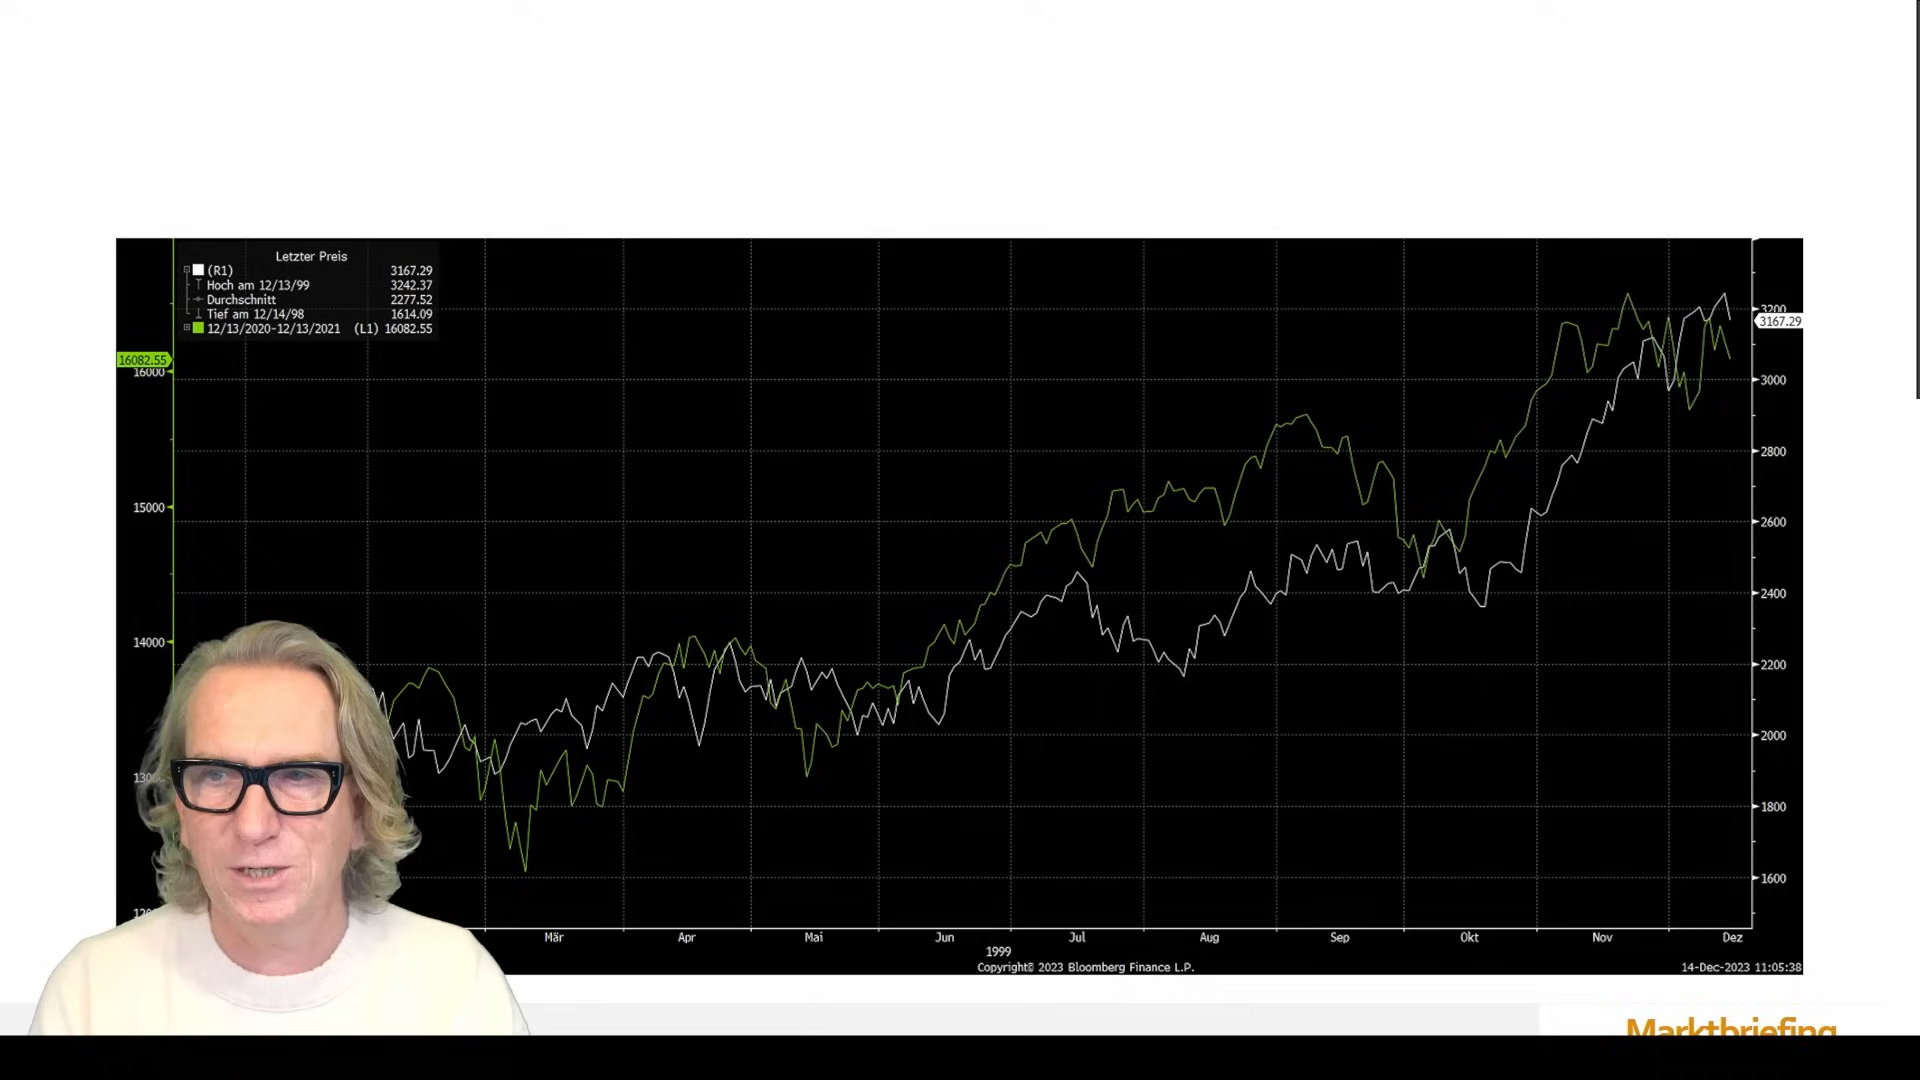 Letzter Preis
(R1) 3167.29
Hoch am 12/13/99 3242.37
Durchschnitt 2277.52
Tief am 12/14/98 1614.09
12/13/2020-12/13/2021 (L1) 16082.55
16082.55
16000
15000
14000
3200
3167.29
3000
2800
2600
2400
2200
2000
1800
1600
Mär Apr Mai Jun Jul Aug Sep Okt Nov Dez
1999
Copyright© 2023 Bloomberg Finance L.P.
14-Dec-2023 11:05:38
Marktbriefing